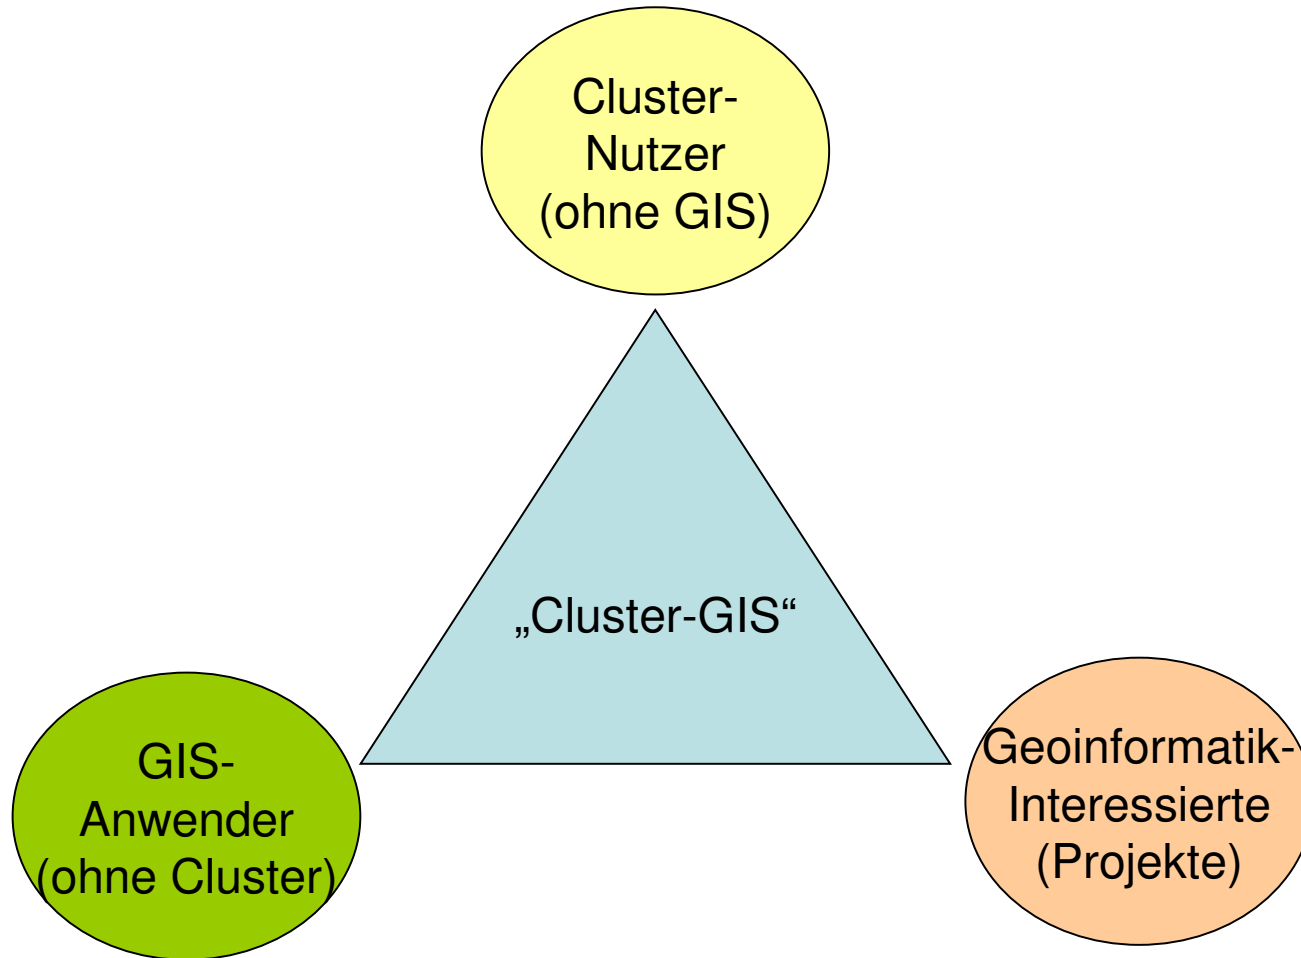 Cluster-
Nutzer
(ohne GIS)
„Cluster-GIS“
GIS-
Anwender
(ohne Cluster)
Geoinformatik-
Interessierte
(Projekte)